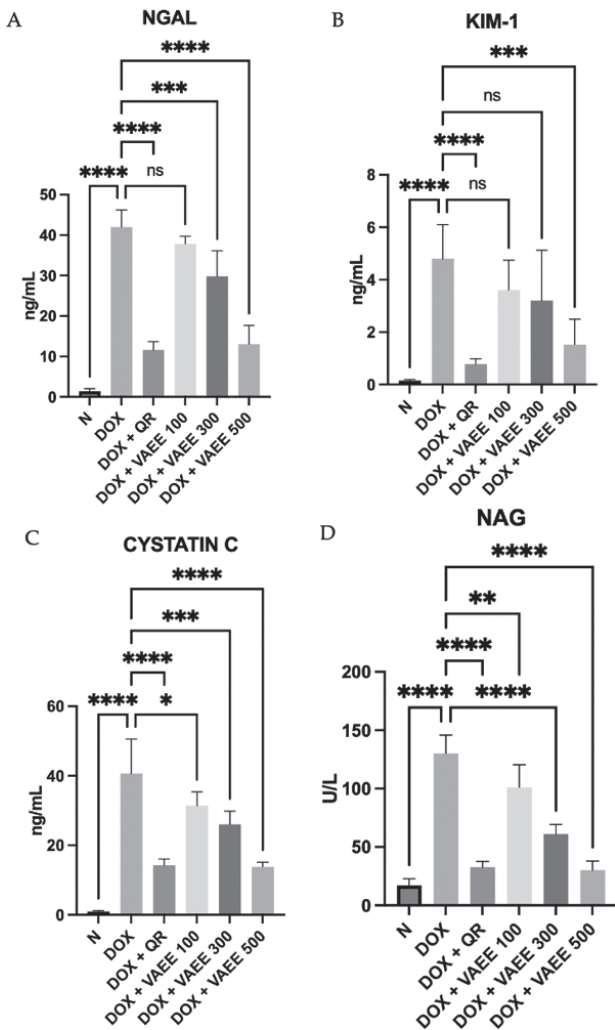 A
NGAL
****
***
****
**** ns
50
40
30
20
10
0
ng/mL
N
DOX
DOX + QR
DOX + VAEE 100
DOX + VAEE 300
DOX + VAEE 500
B
KIM-1
***
ns
****
**** ns
8
6
4
2
0
ng/mL
N
DOX
DOX + QR
DOX + VAEE 100
DOX + VAEE 300
DOX + VAEE 500
C
CYSTATIN C
****
***
****
**** *
60
40
20
0
ng/mL
N
DOX
DOX + QR
DOX + VAEE 100
DOX + VAEE 300
DOX + VAEE 500
D
NAG
****
**
****
**** ****
200
150
100
50
0
U/L
N
DOX
DOX + QR
DOX + VAEE 100
DOX + VAEE 300
DOX + VAEE 500